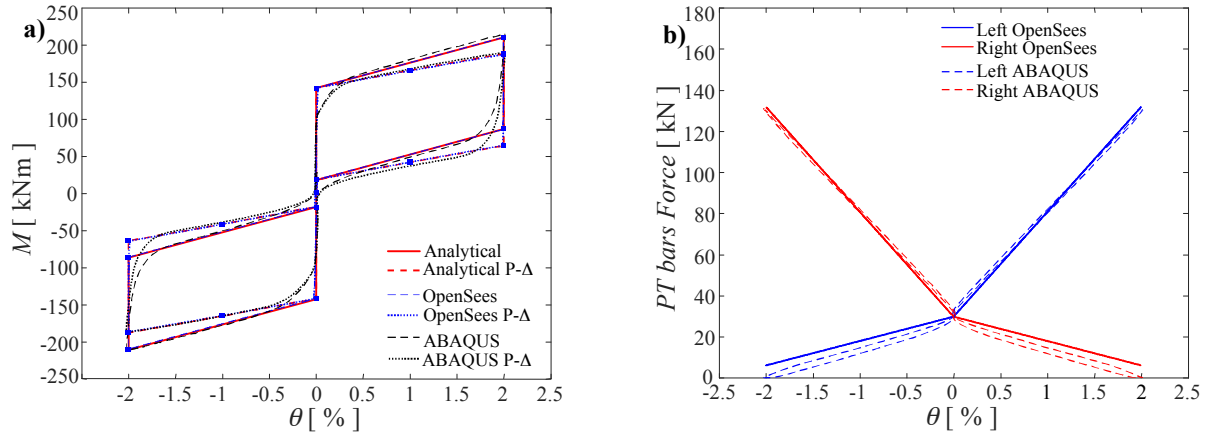 a)
250
200
150
100
50
0
-50
-100
-150
-200
-250
M [ kNm ]
-2 -1.5 -1 -0.5 0 0.5 1 1.5 2 2.5
θ [ % ]
Analytical
Analytical P-Δ
OpenSees
OpenSees P-Δ
ABAQUS
ABAQUS P-Δ
b)
180
160
140
120
100
80
60
40
20
0
PT bars Force [ kN ]
-2.5 -2 -1.5 -1 -0.5 0 0.5 1 1.5 2 2.5
θ [ % ]
Left OpenSees
Right OpenSees
Left ABAQUS
Right ABAQUS